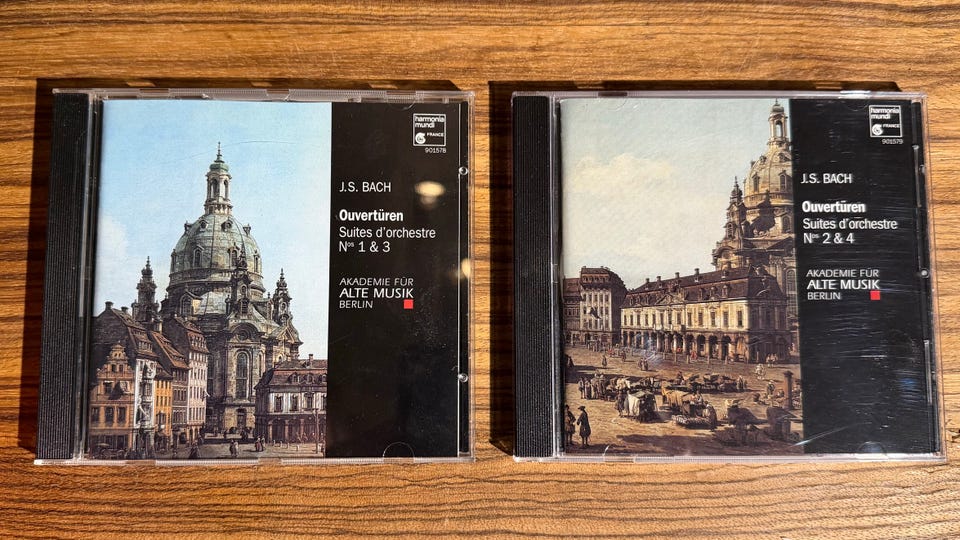 harmonia
mundi
FRANCE
901578
J.S. BACH
Ouvertüren
Suites d'orchestre
Nos 1 & 3
AKADEMIE FÜR
ALTE MUSIK
BERLIN
harmonia
mundi
FRANCE
901579
J.S. BACH
Ouvertüren
Suites d'orchestre
Nos 2 & 4
AKADEMIE FÜR
ALTE MUSIK
BERLIN